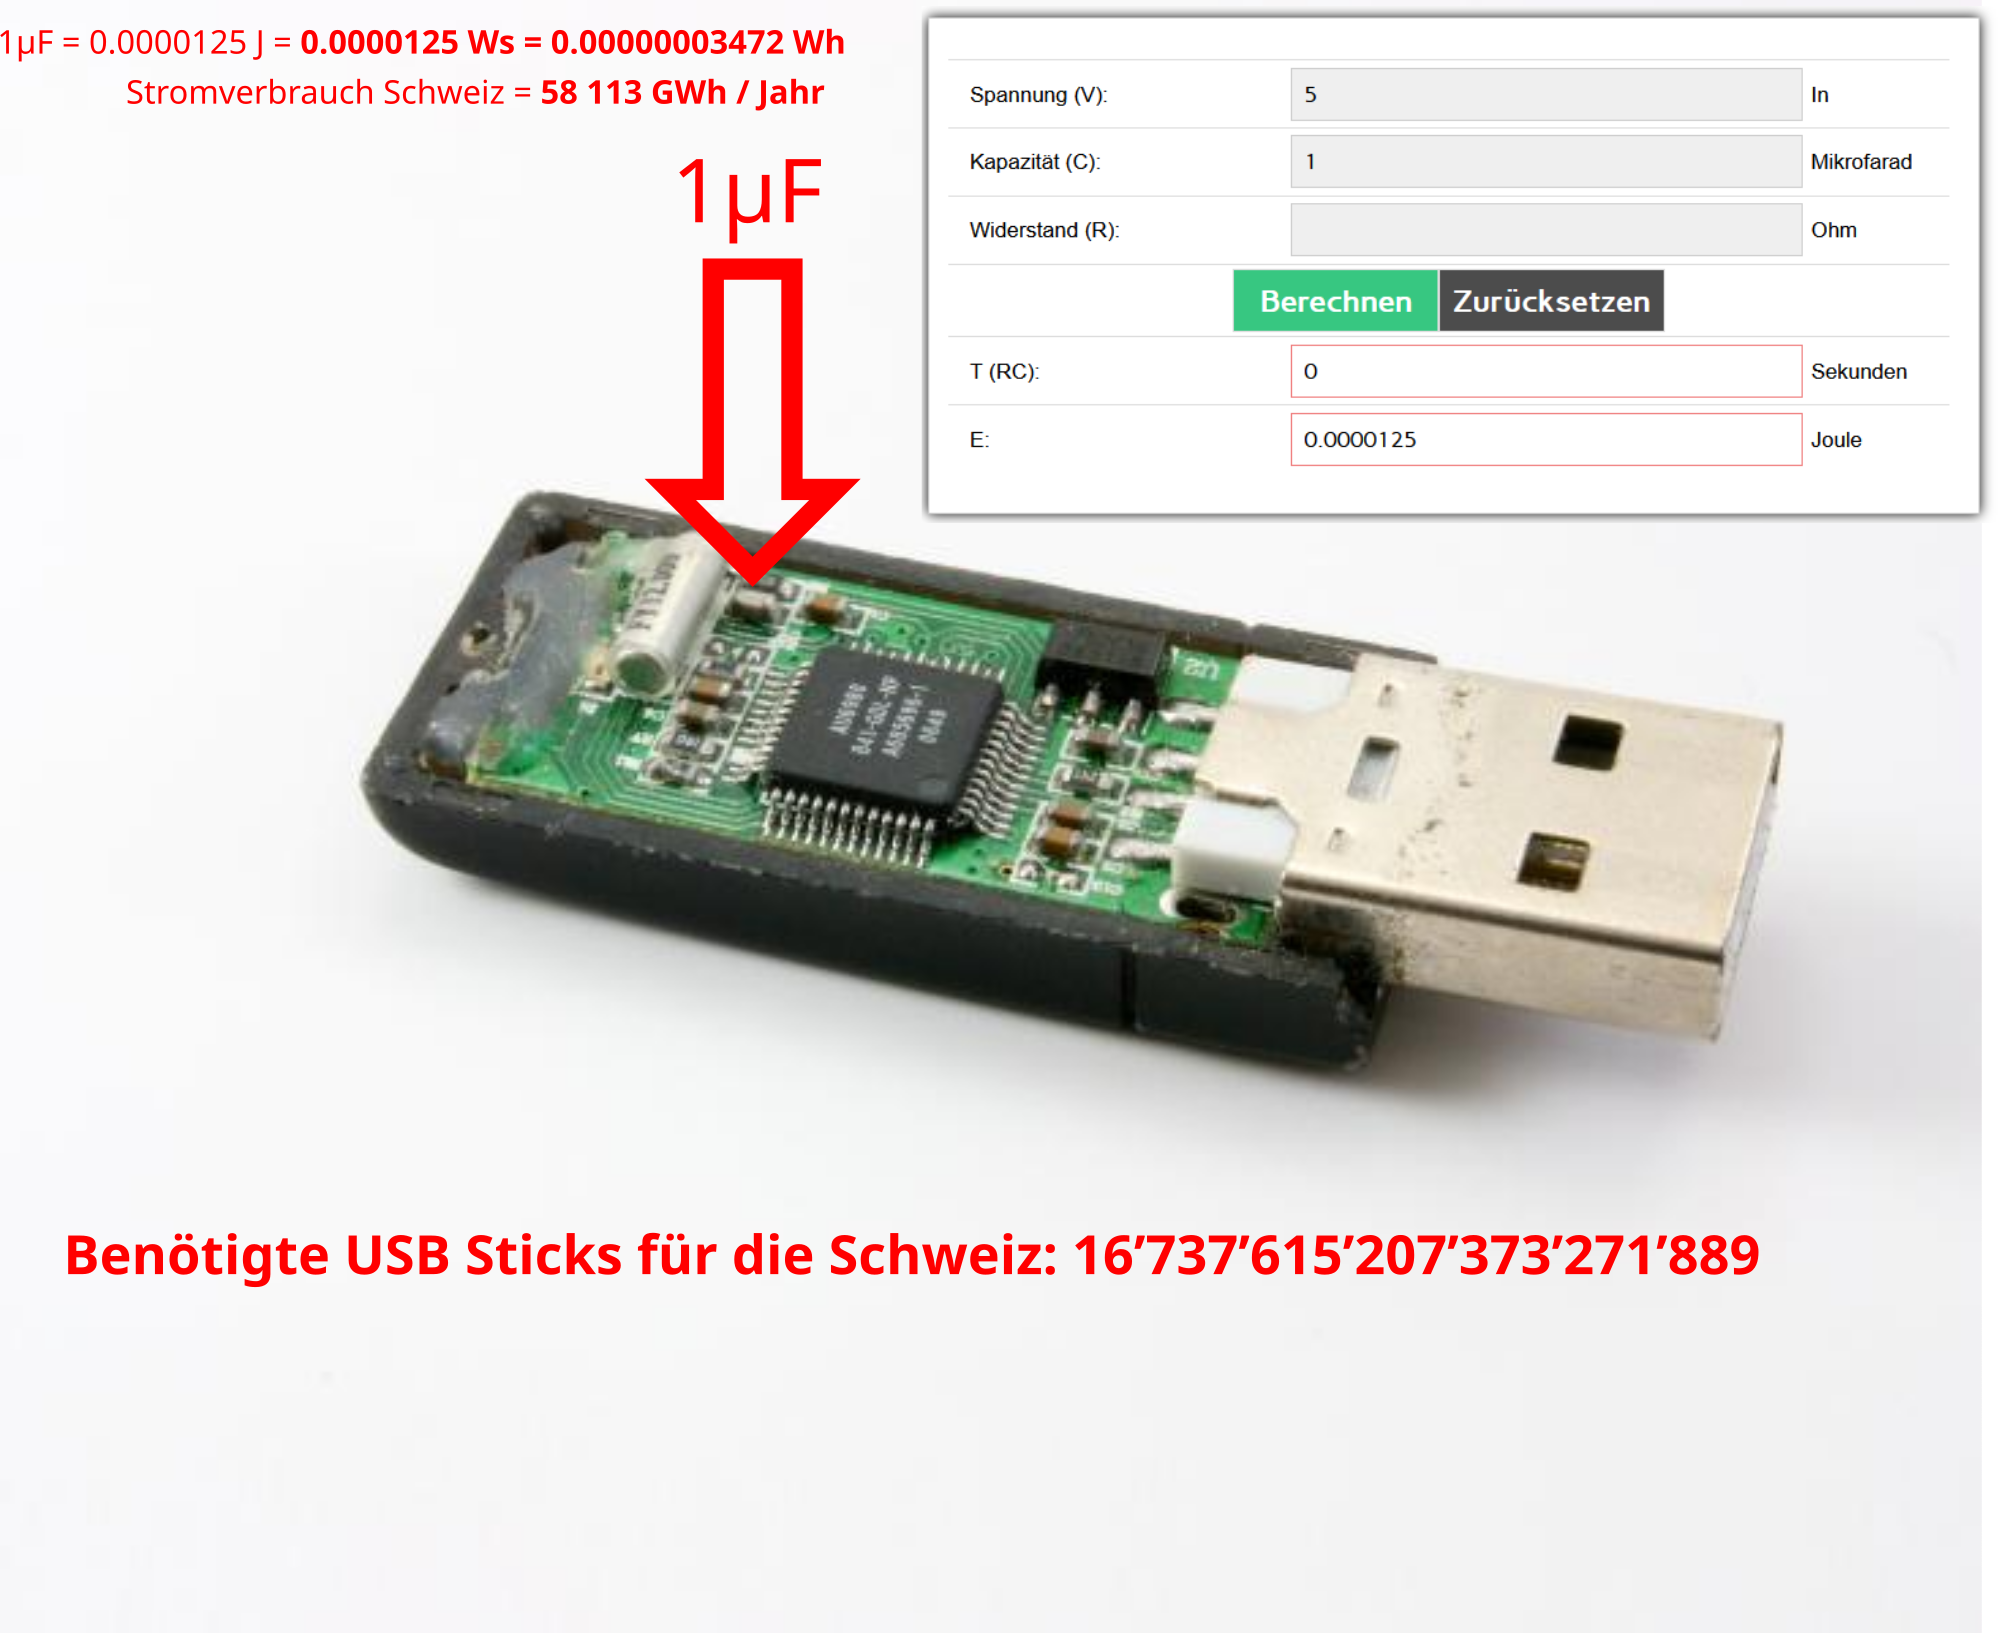 1µF = 0.0000125 J = 0.0000125 Ws = 0.00000003472 Wh
Stromverbrauch Schweiz = 58 113 GWh / Jahr
1µF
Spannung (V): 5 In
Kapazität (C): 1 Mikrofarad
Widerstand (R): Ohm
Berechnen Zurücksetzen
T (RC): 0 Sekunden
E: 0.0000125 Joule
Benötigte USB Sticks für die Schweiz: 16’737’615’207’373’271’889